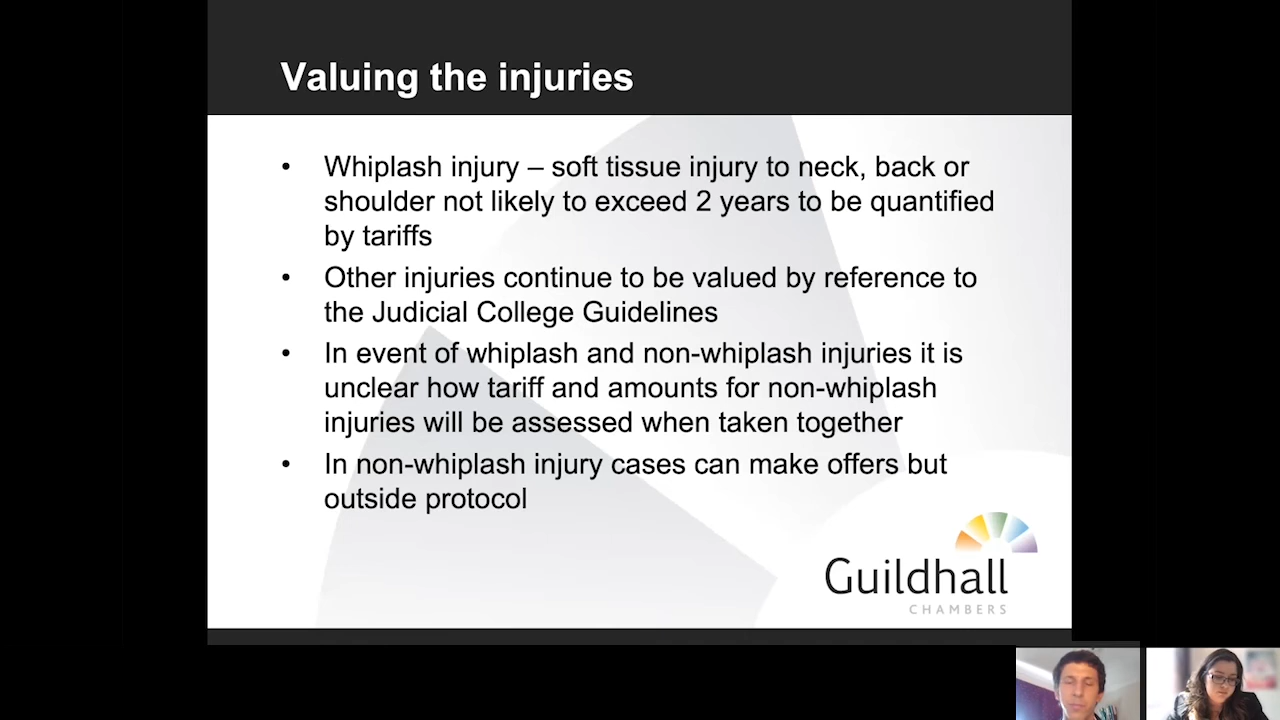 Valuing the injuries
• Whiplash injury – soft tissue injury to neck, back or
shoulder not likely to exceed 2 years to be quantified
by tariffs
• Other injuries continue to be valued by reference to
the Judicial College Guidelines
• In event of whiplash and non-whiplash injuries it is
unclear how tariff and amounts for non-whiplash
injuries will be assessed when taken together
• In non-whiplash injury cases can make offers but
outside protocol
Guildhall
CHAMBERS